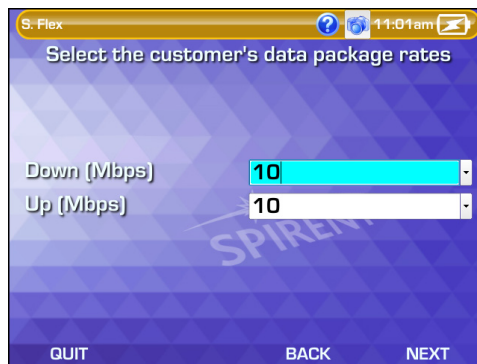 S. Flex ? 11:01am
Select the customer's data package rates
Down (Mbps) 10
Up (Mbps) 10
SPIRENT
QUIT BACK NEXT